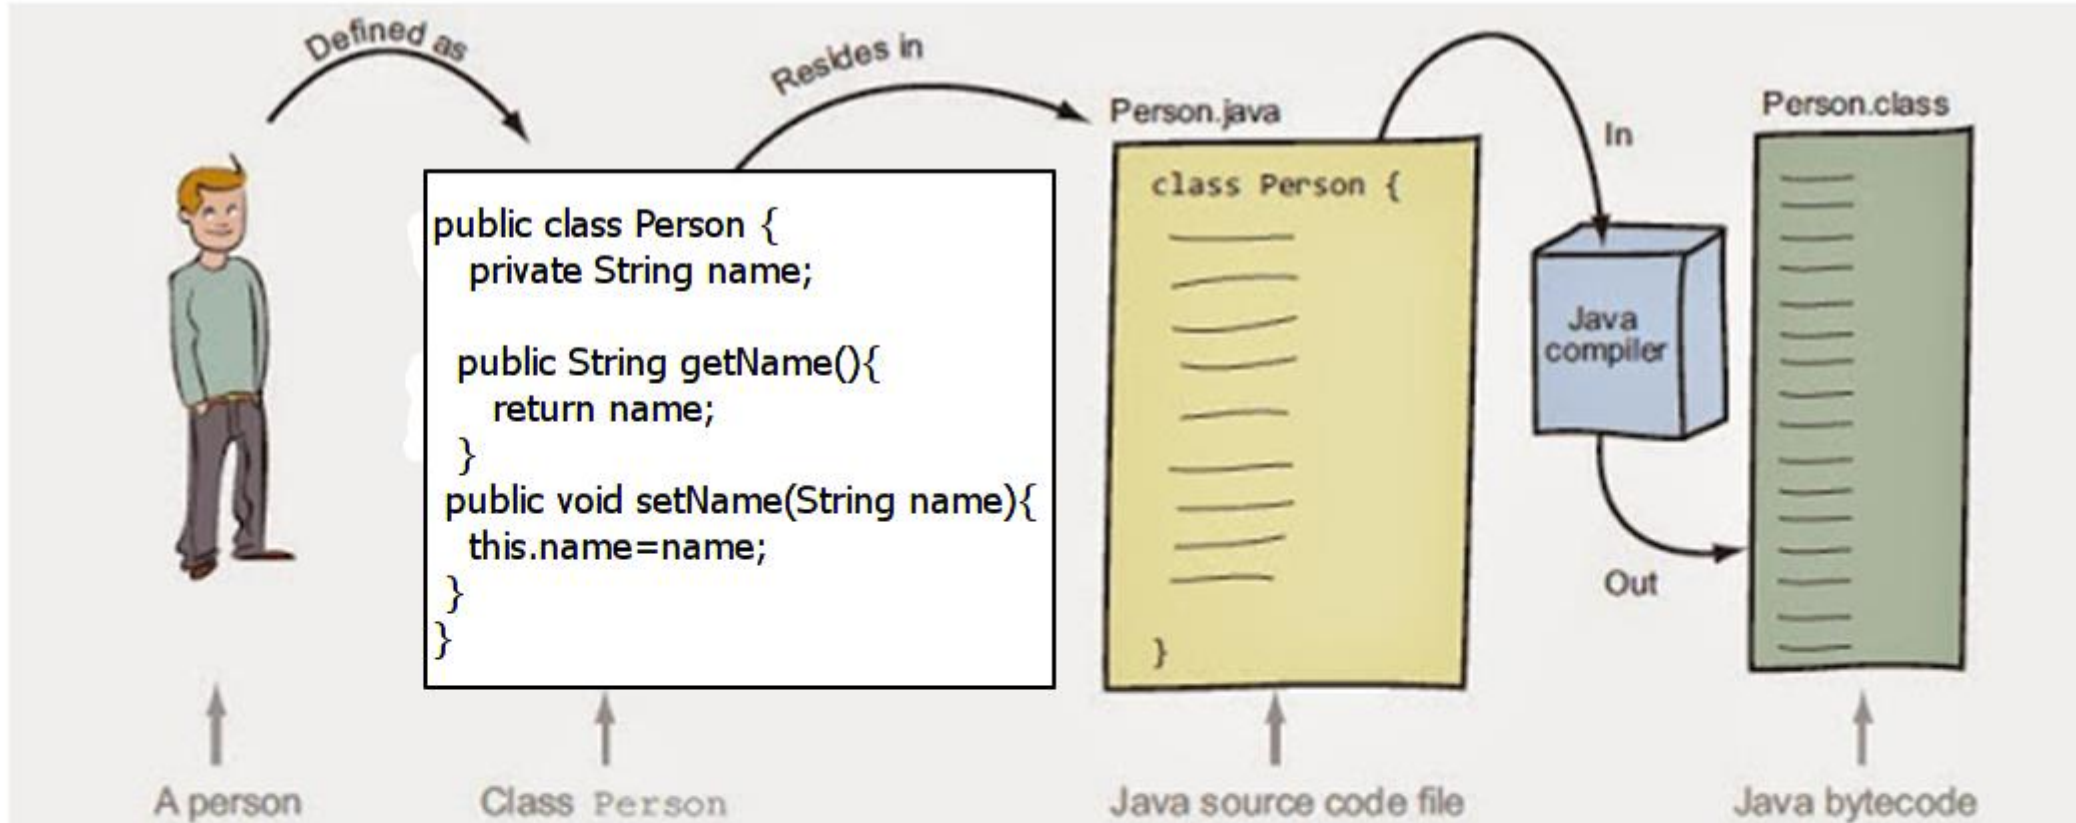 Defined as
Resides in
Person.java
In
Person.class
public class Person {
private String name;
public String getName(){
return name;
}
public void setName(String name){
this.name=name;
}
}
class Person {
}
Java
compiler
Out
A person
Class Person
Java source code file
Java bytecode